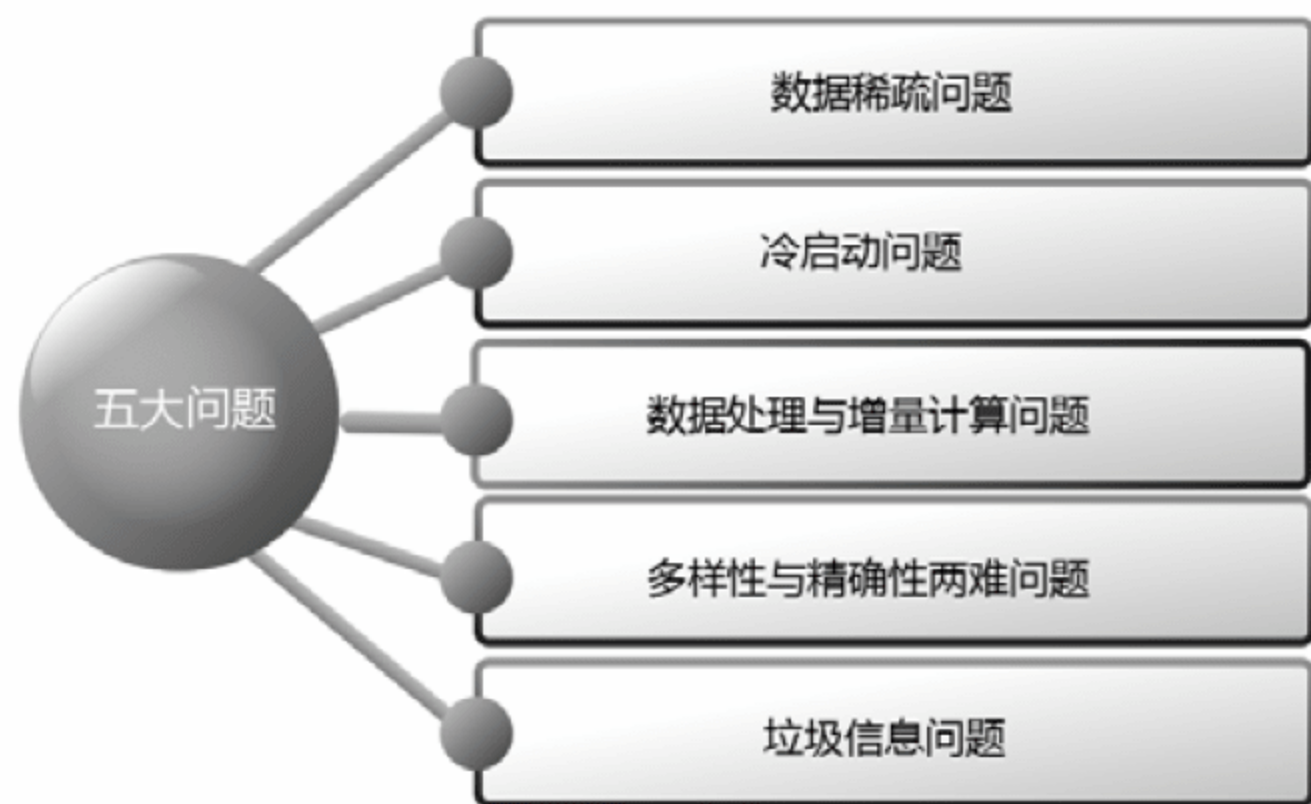 五大问题
数据稀疏问题
冷启动问题
数据处理与增量计算问题
多样性与精确性两难问题
垃圾信息问题